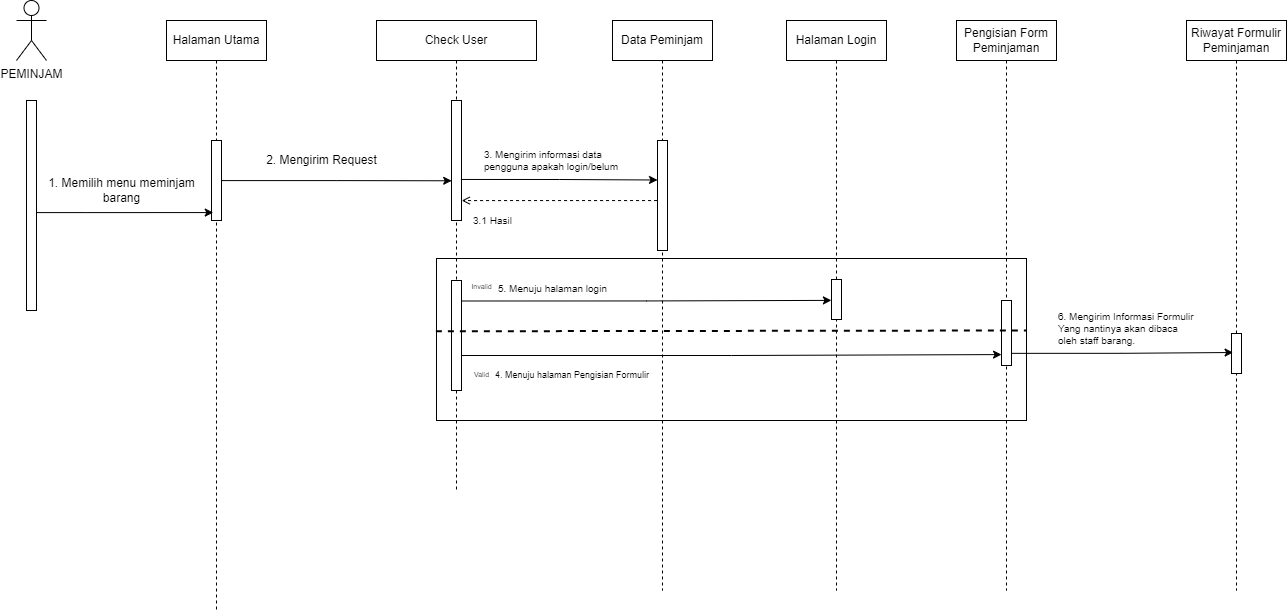 PEMINJAM
Halaman Utama
Check User
Data Peminjam
Halaman Login
Pengisian Form
Peminjaman
Riwayat Formulir
Peminjaman
1. Memilih menu meminjam
barang
2. Mengirim Request
3. Mengirim informasi data
pengguna apakah login/belum
3.1 Hasil
Invalid
5. Menuju halaman login
Valid
4. Menuju halaman Pengisian Formulir
6. Mengirim Informasi Formulir
Yang nantinya akan dibaca
oleh staff barang.